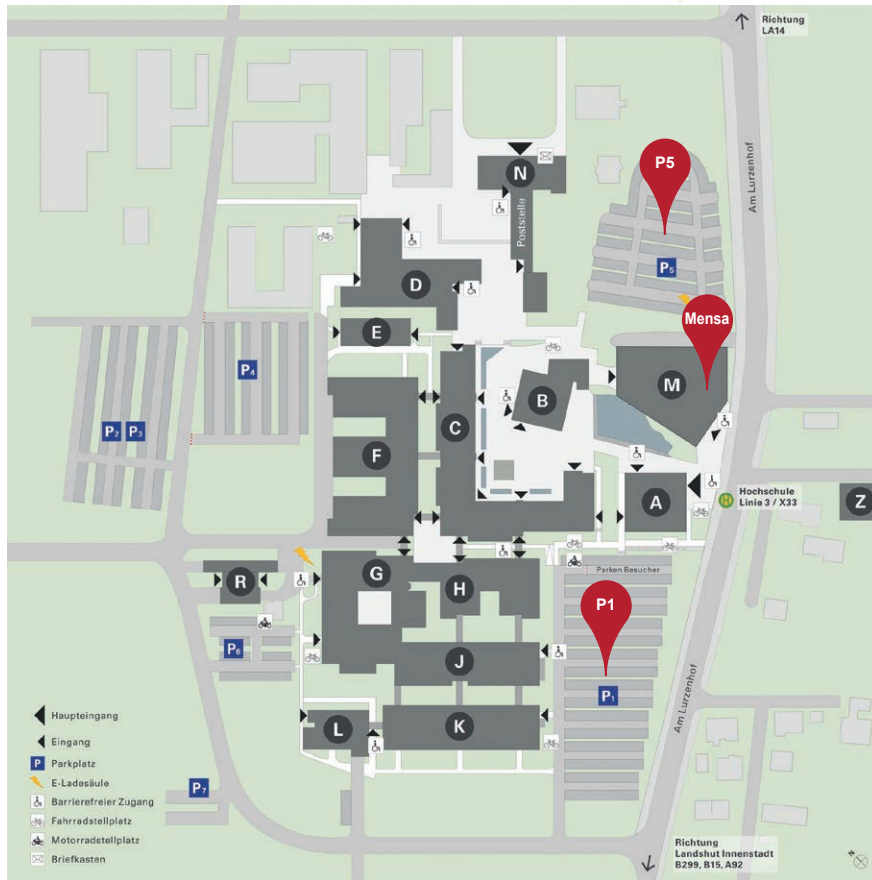 Richtung
LA14
P5
N
Poststelle
Am Lurzenhof
P5
D
Mensa
E
P4
M
B
C
P2 P3
F
A
Hochschule
Linie 3 / X33
H
Z
G
Parken Besucher
R
H
P1
P6
J
P1
Am Lurzenhof
L
K
Haupteingang
Eingang
P Parkplatz
E-Ladesäule
Barrierefreier Zugang
Fahrradstellplatz
Motorradstellplatz
Briefkasten
P7
Richtung
Landshut Innenstadt
B299, B15, A92
N